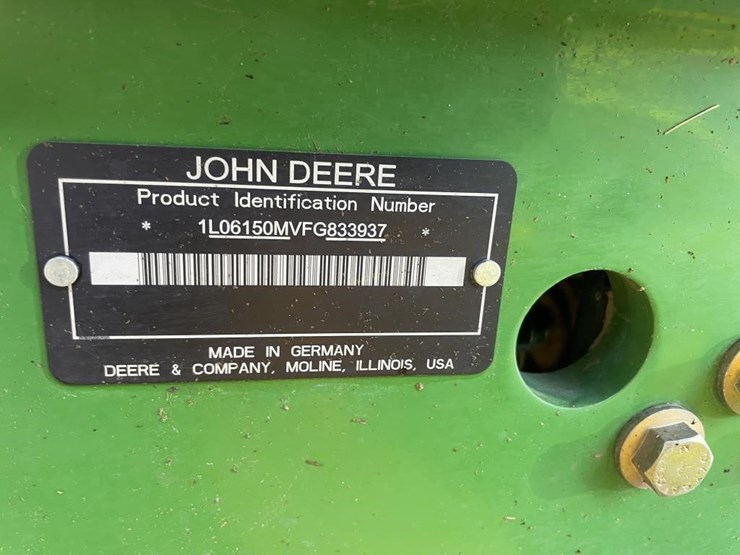 JOHN DEERE
Product Identification Number
* 1L06150MVFG833937 *
MADE IN GERMANY
DEERE & COMPANY, MOLINE, ILLINOIS, USA